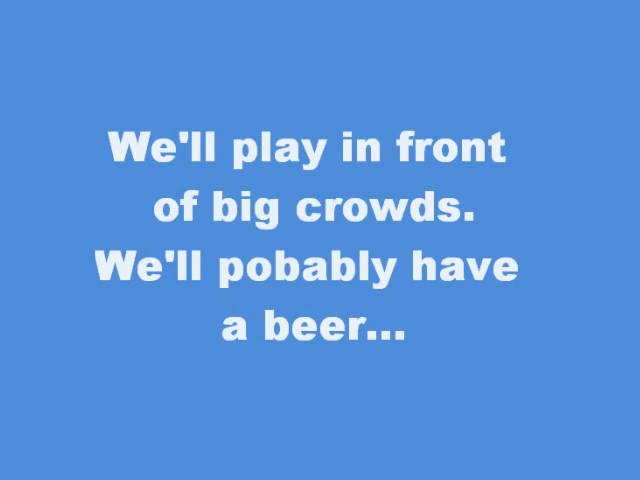 We'll play in front
of big crowds.
We'll pobably have
a beer...